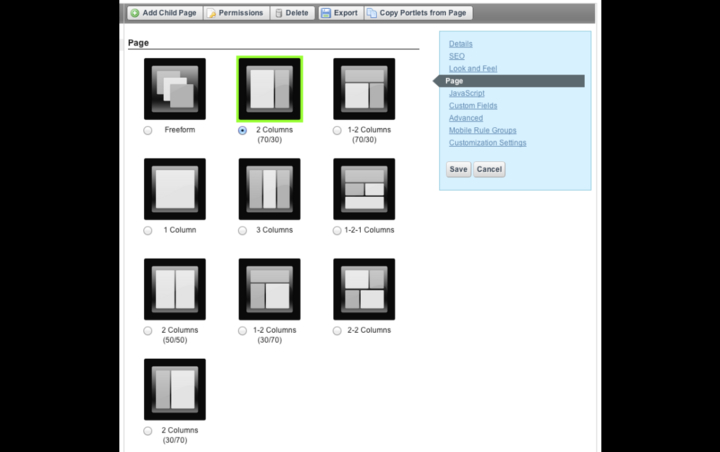 Add Child Page Permissions Delete Export Copy Portlets from Page
Page
Freeform
2 Columns
(70/30)
1-2 Columns
(70/30)
1 Column
3 Columns
1-2-1 Columns
2 Columns
(50/50)
1-2 Columns
(30/70)
2-2 Columns
2 Columns
(30/70)
Details
SEO
Look and Feel
Page
JavaScript
Custom Fields
Advanced
Mobile Rule Groups
Customization Settings
Save Cancel